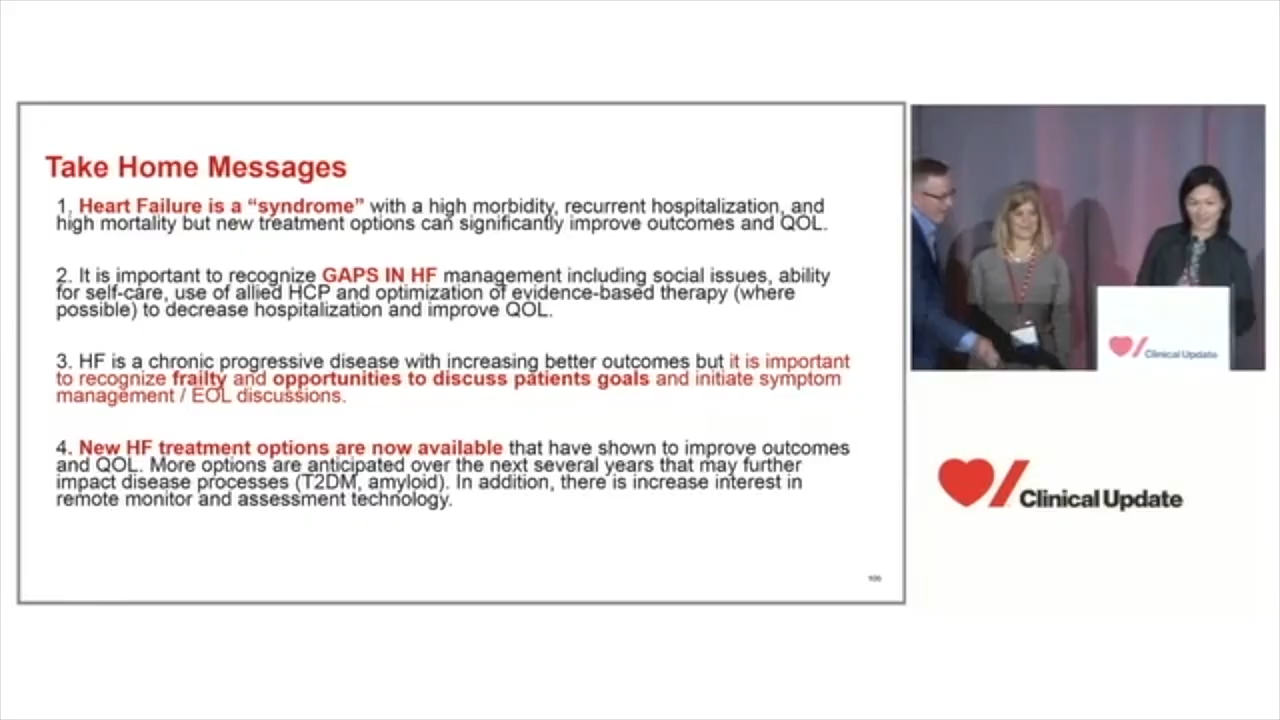 Take Home Messages
1. Heart Failure is a “syndrome” with a high morbidity, recurrent hospitalization, and
high mortality but new treatment options can significantly improve outcomes and QOL.
2. It is important to recognize GAPS IN HF management including social issues, ability
for self-care, use of allied HCP and optimization of evidence-based therapy (where
possible) to decrease hospitalization and improve QOL.
3. HF is a chronic progressive disease with increasing better outcomes but it is important
to recognize frailty and opportunities to discuss patients goals and initiate symptom
management / EOL discussions.
4. New HF treatment options are now available that have shown to improve outcomes
and QOL. More options are anticipated over the next several years that may further
impact disease processes (T2DM, amyloid). In addition, there is increase interest in
remote monitor and assessment technology.
Clinical Update
Clinical Update